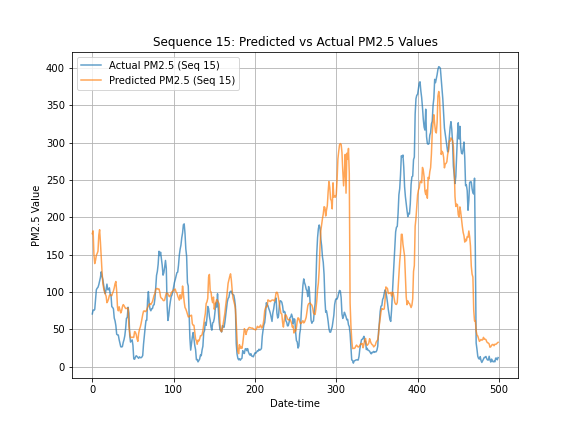 Sequence 15: Predicted vs Actual PM2.5 Values
Actual PM2.5 (Seq 15)
Predicted PM2.5 (Seq 15)
PM2.5 Value
400
350
300
250
200
150
100
50
0
0 100 200 300 400 500
Date-time